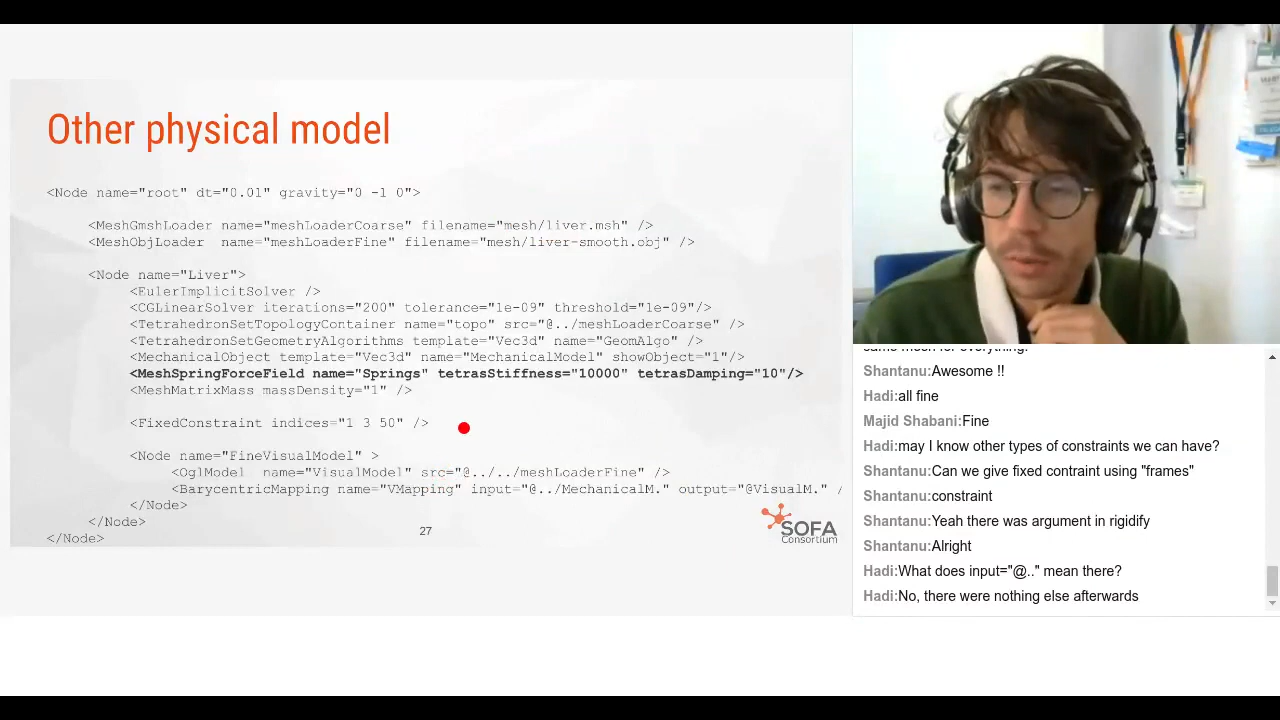 Other physical model
<Node name="root" dt="0.01" gravity="0 -1 0">
<MeshGmshLoader name="meshLoaderCoarse" filename="mesh/liver.msh" />
<MeshObjLoader name="meshLoaderFine" filename="mesh/liver-smooth.obj" />
<Node name="Liver">
<EulerImplicitSolver />
<CGLinearSolver iterations="200" tolerance="1e-09" threshold="1e-09"/>
<TetrahedronSetTopologyContainer name="topo" src="@../meshLoaderCoarse" />
<TetrahedronSetGeometryAlgorithms template="Vec3d" name="GeomAlgo" />
<MechanicalObject template="Vec3d" name="MechanicalModel" showObject="1"/>
<MeshSpringForceField name="Springs" tetrasStiffness="10000" tetrasDamping="10"/>
<MeshMatrixMass massDensity="1" />
<FixedConstraint indices="1 3 50" />
<Node name="FineVisualModel" >
<OglModel name="VisualModel" src="@../../meshLoaderFine" />
<BarycentricMapping name="VMapping" input="@../MechanicalM." output="@VisualM." /
</Node>
</Node>
</Node>
27
SOFA
Consortium
same mesh for everything.
Shantanu:Awesome !!
Hadi:all fine
Majid Shabani:Fine
Hadi:may I know other types of constraints we can have?
Shantanu:Can we give fixed contraint using "frames"
Shantanu:constraint
Shantanu:Yeah there was argument in rigidify
Shantanu:Alright
Hadi:What does input="@.." mean there?
Hadi:No, there were nothing else afterwards